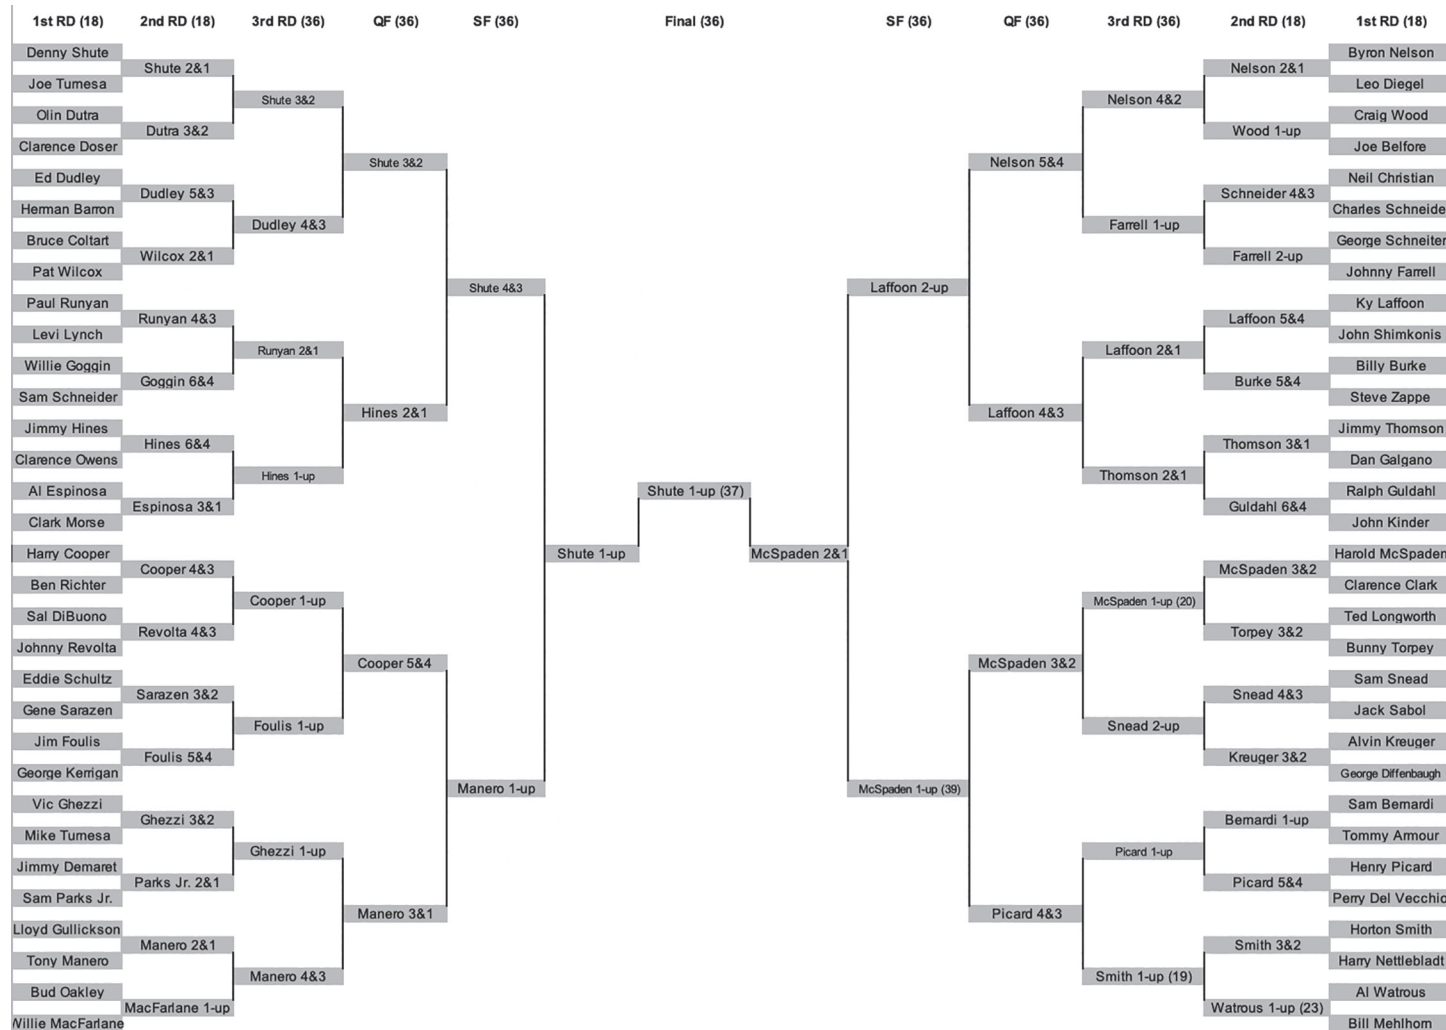 1st RD (18) 2nd RD (18) 3rd RD (36) QF (36) SF (36) Final (36) SF (36) QF (36) 3rd RD (36) 2nd RD (18) 1st RD (18)
Denny Shute
Joe Turnesa
Olin Dutra
Clarence Doser
Ed Dudley
Herman Barron
Bruce Coltart
Pat Wilcox
Paul Runyan
Levi Lynch
Willie Goggin
Sam Schneider
Jimmy Hines
Clarence Owens
Al Espinosa
Clark Morse
Harry Cooper
Ben Richter
Sal DiBuono
Johnny Revolta
Eddie Schultz
Gene Sarazen
Jim Foulis
George Kerrigan
Vic Ghezzi
Mike Turnesa
Jimmy Demaret
Sam Parks Jr.
Lloyd Gullickson
Tony Manero
Bud Oakley
Willie MacFarlane
Shute 2&1
Dutra 3&2
Dudley 5&3
Wilcox 2&1
Runyan 4&3
Goggin 6&4
Hines 6&4
Espinosa 3&1
Cooper 4&3
Revolta 4&3
Sarazen 3&2
Foulis 5&4
Ghezzi 3&2
Parks Jr. 2&1
Manero 2&1
MacFarlane 1-up
Shute 3&2
Dudley 4&3
Runyan 2&1
Hines 1-up
Cooper 1-up
Foulis 1-up
Ghezzi 1-up
Manero 4&3
Shute 3&2
Hines 2&1
Cooper 5&4
Manero 3&1
Shute 4&3
Manero 1-up
Shute 1-up
Shute 1-up (37)
McSpaden 2&1
Laffoon 2-up
McSpaden 1-up (39)
Nelson 5&4
Laffoon 4&3
McSpaden 3&2
Picard 4&3
Nelson 4&2
Farrell 1-up
Laffoon 2&1
Thomson 2&1
McSpaden 1-up (20)
Snead 2-up
Picard 1-up
Smith 1-up (19)
Nelson 2&1
Wood 1-up
Schneider 4&3
Farrell 2-up
Laffoon 5&4
Burke 5&4
Thomson 3&1
Guldahl 6&4
McSpaden 3&2
Torpey 3&2
Snead 4&3
Kreuger 3&2
Bernardi 1-up
Picard 5&4
Smith 3&2
Watrous 1-up (23)
Byron Nelson
Leo Diegel
Craig Wood
Joe Belfore
Neil Christian
Charles Schneide
George Schneiter
Johnny Farrell
Ky Laffoon
John Shimkonis
Billy Burke
Steve Zappe
Jimmy Thomson
Dan Galgano
Ralph Guldahl
John Kinder
Harold McSpaden
Clarence Clark
Ted Longworth
Bunny Torpey
Sam Snead
Jack Sabol
Alvin Kreuger
George Diffenbaugh
Sam Bernardi
Tommy Armour
Henry Picard
Perry Del Vecchio
Horton Smith
Harry Nettlebladt
Al Watrous
Bill Mehlhorn